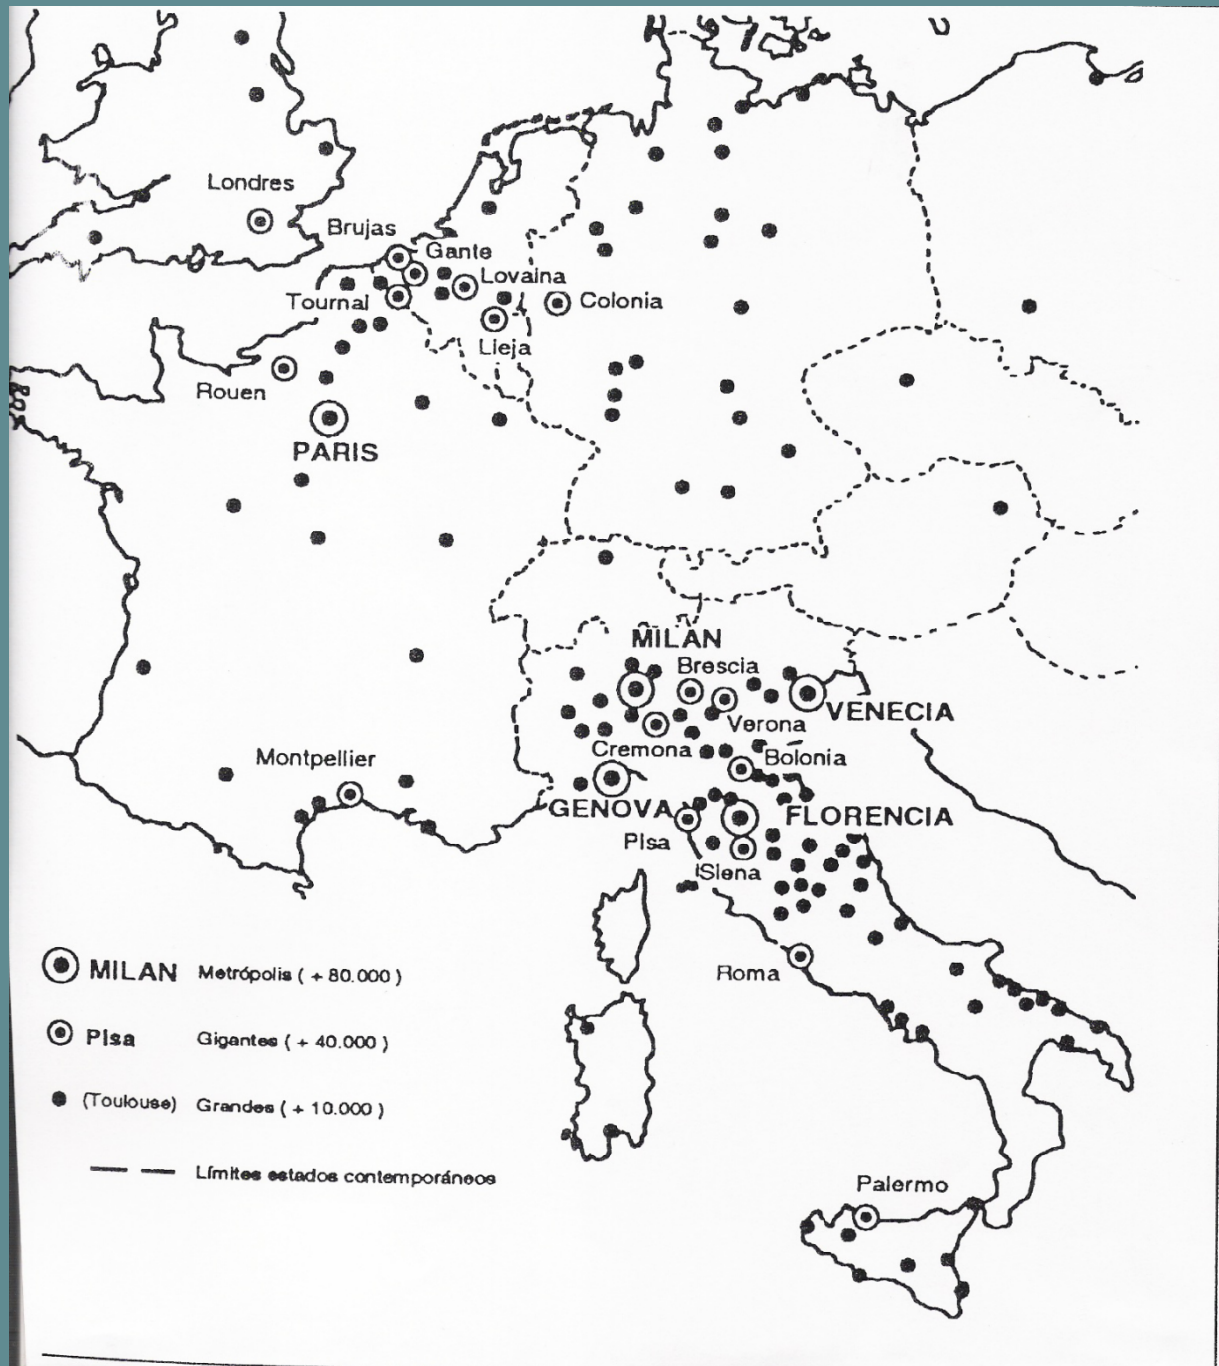 Londres
Brujas
Gante
Lovaina
Tournal
Colonia
Lieja
Rouen
PARIS
MILAN
Brescia
VENECIA
Verona
Cremona
Bolonia
Montpellier
GENOVA
FLORENCIA
Pisa
Siena
Roma
MILAN Metrópolis ( + 80.000 )
Pisa Gigantes ( + 40.000 )
(Toulouse) Grandes ( + 10.000 )
Límites estados contemporáneos
Palermo